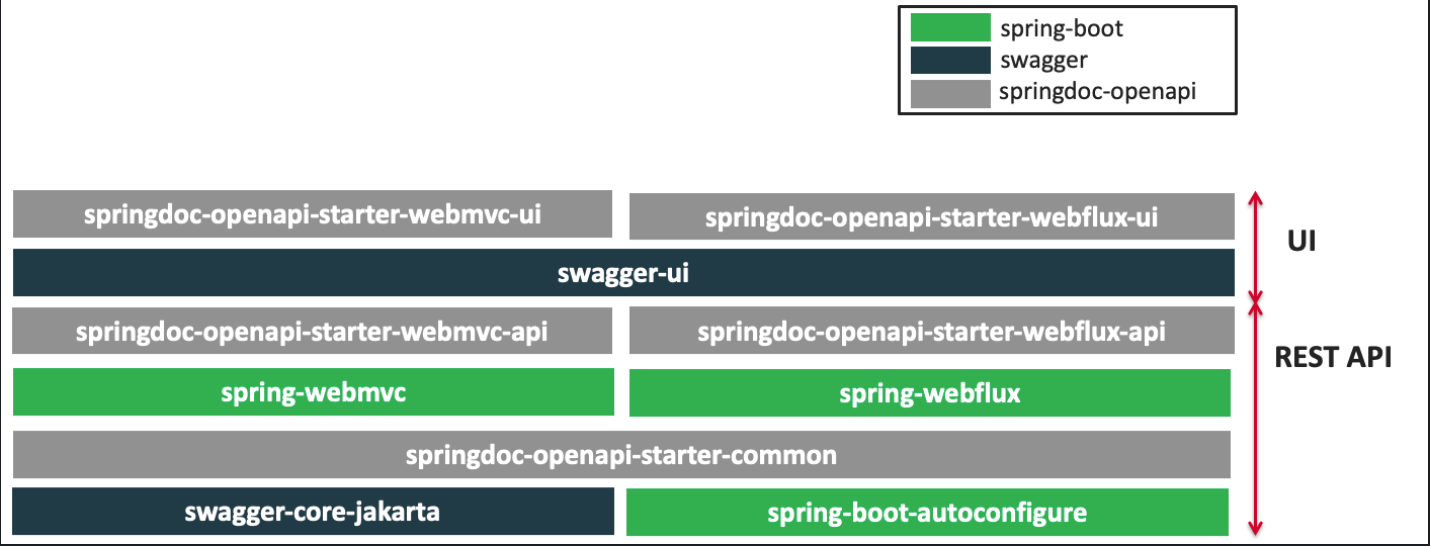 spring-boot
swagger
springdoc-openapi
springdoc-openapi-starter-webmvc-ui
springdoc-openapi-starter-webflux-ui
UI
swagger-ui
springdoc-openapi-starter-webmvc-api
springdoc-openapi-starter-webflux-api
REST API
spring-webmvc
spring-webflux
springdoc-openapi-starter-common
swagger-core-jakarta
spring-boot-autoconfigure